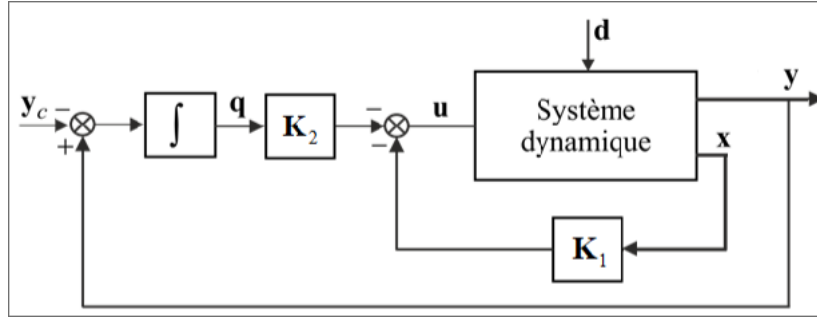 d
y
y_c −
+
∫
q
K₂
−
−
u
Système
dynamique
x
K₁